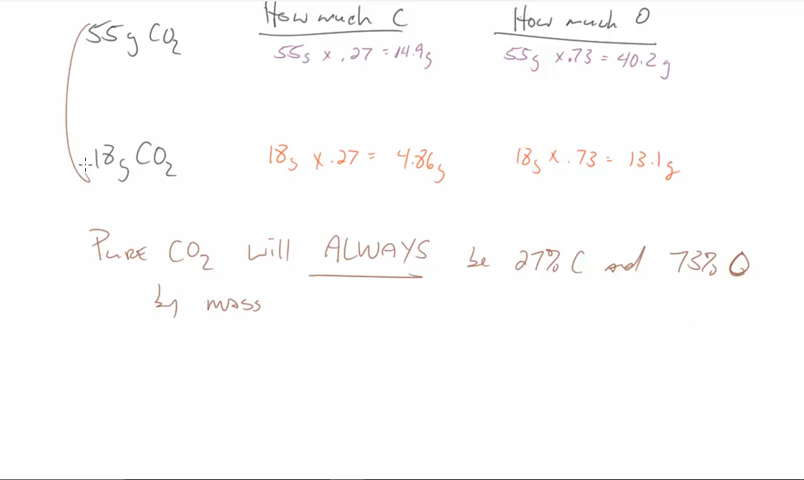 How much C How much O
55g CO2
55g x .27 = 14.9g 55g x .73 = 40.2g
18g CO2 18g x .27 = 4.86g 18g x .73 = 13.1g
Pure CO2 will ALWAYS be 27% C and 73% O
by mass